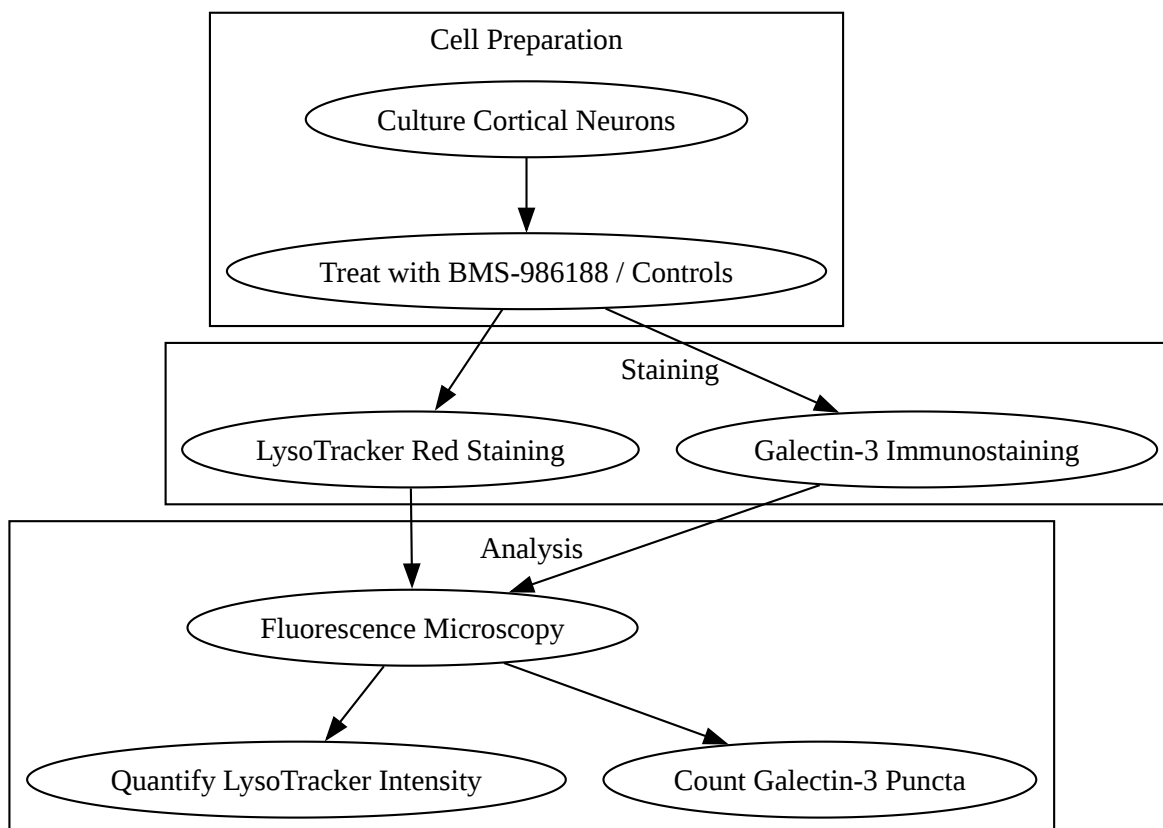 Cell Preparation
Culture Cortical Neurons
Treat with BMS-986188 / Controls
Staining
LysoTracker Red Staining
Galectin-3 Immunostaining
Analysis
Fluorescence Microscopy
Quantify LysoTracker Intensity
Count Galectin-3 Puncta